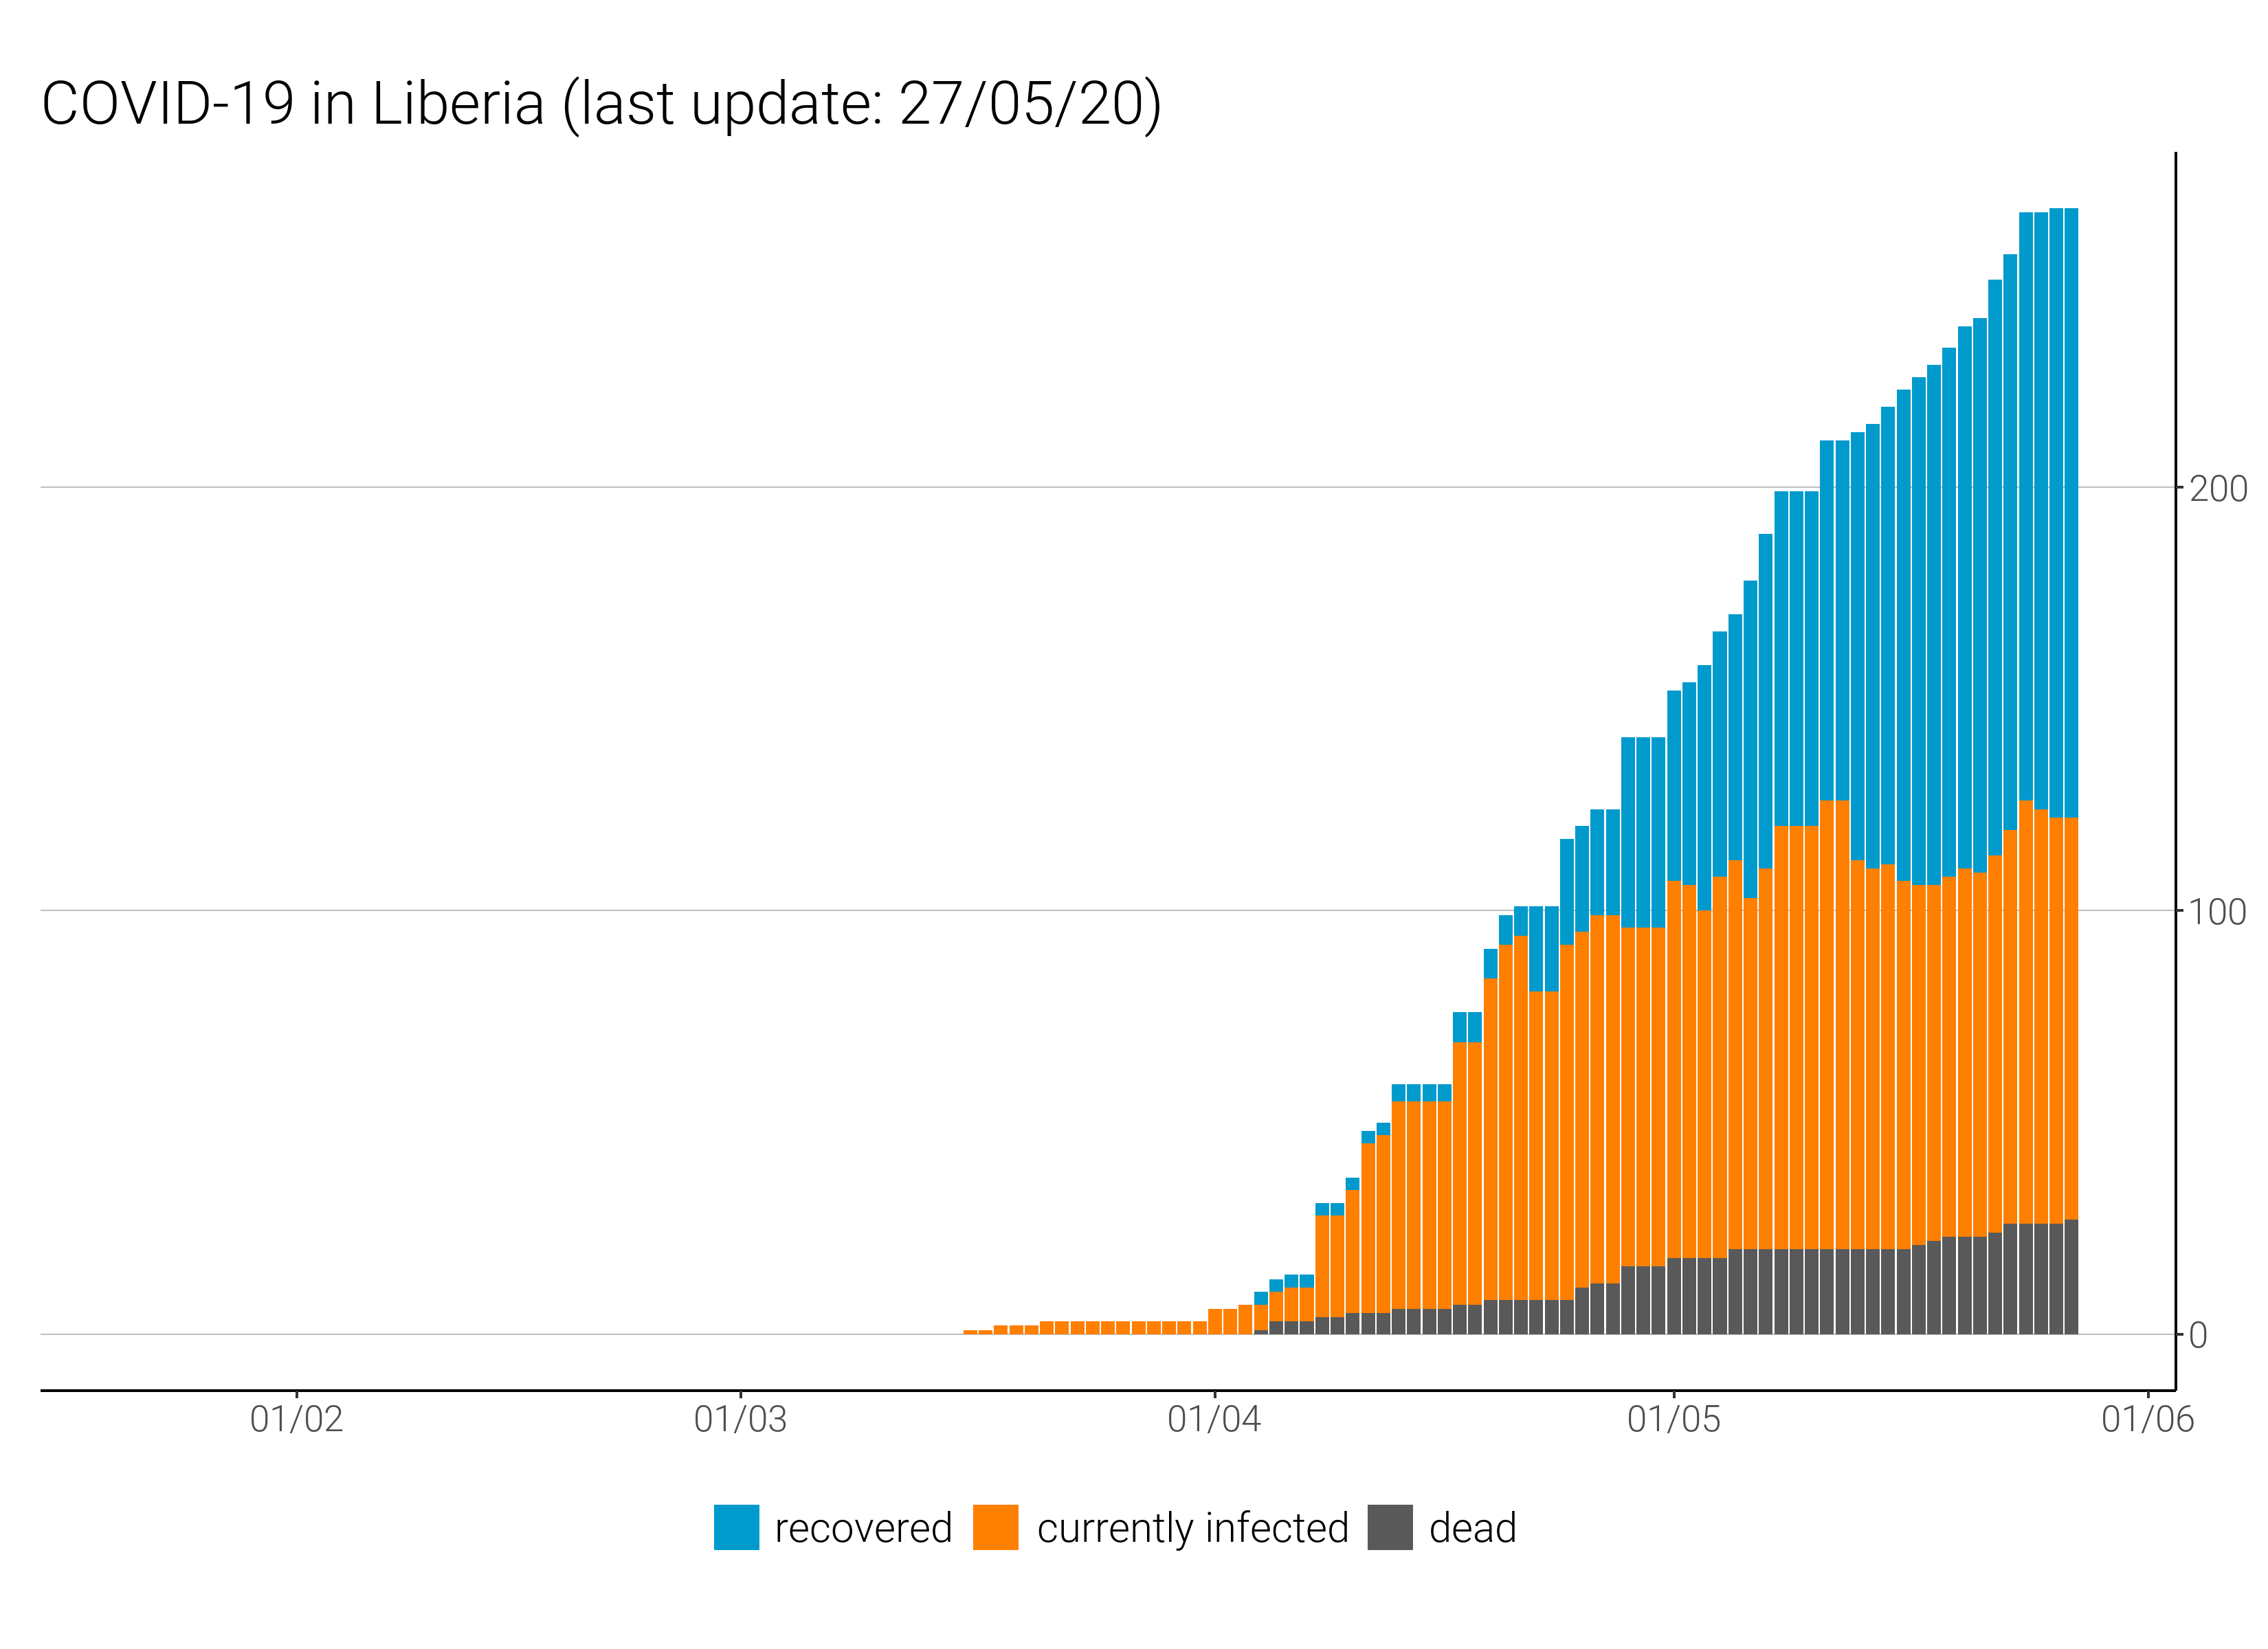 COVID-19 in Liberia (last update: 27/05/20)
200
100
0
01/02 01/03 01/04 01/05 01/06
recovered currently infected dead